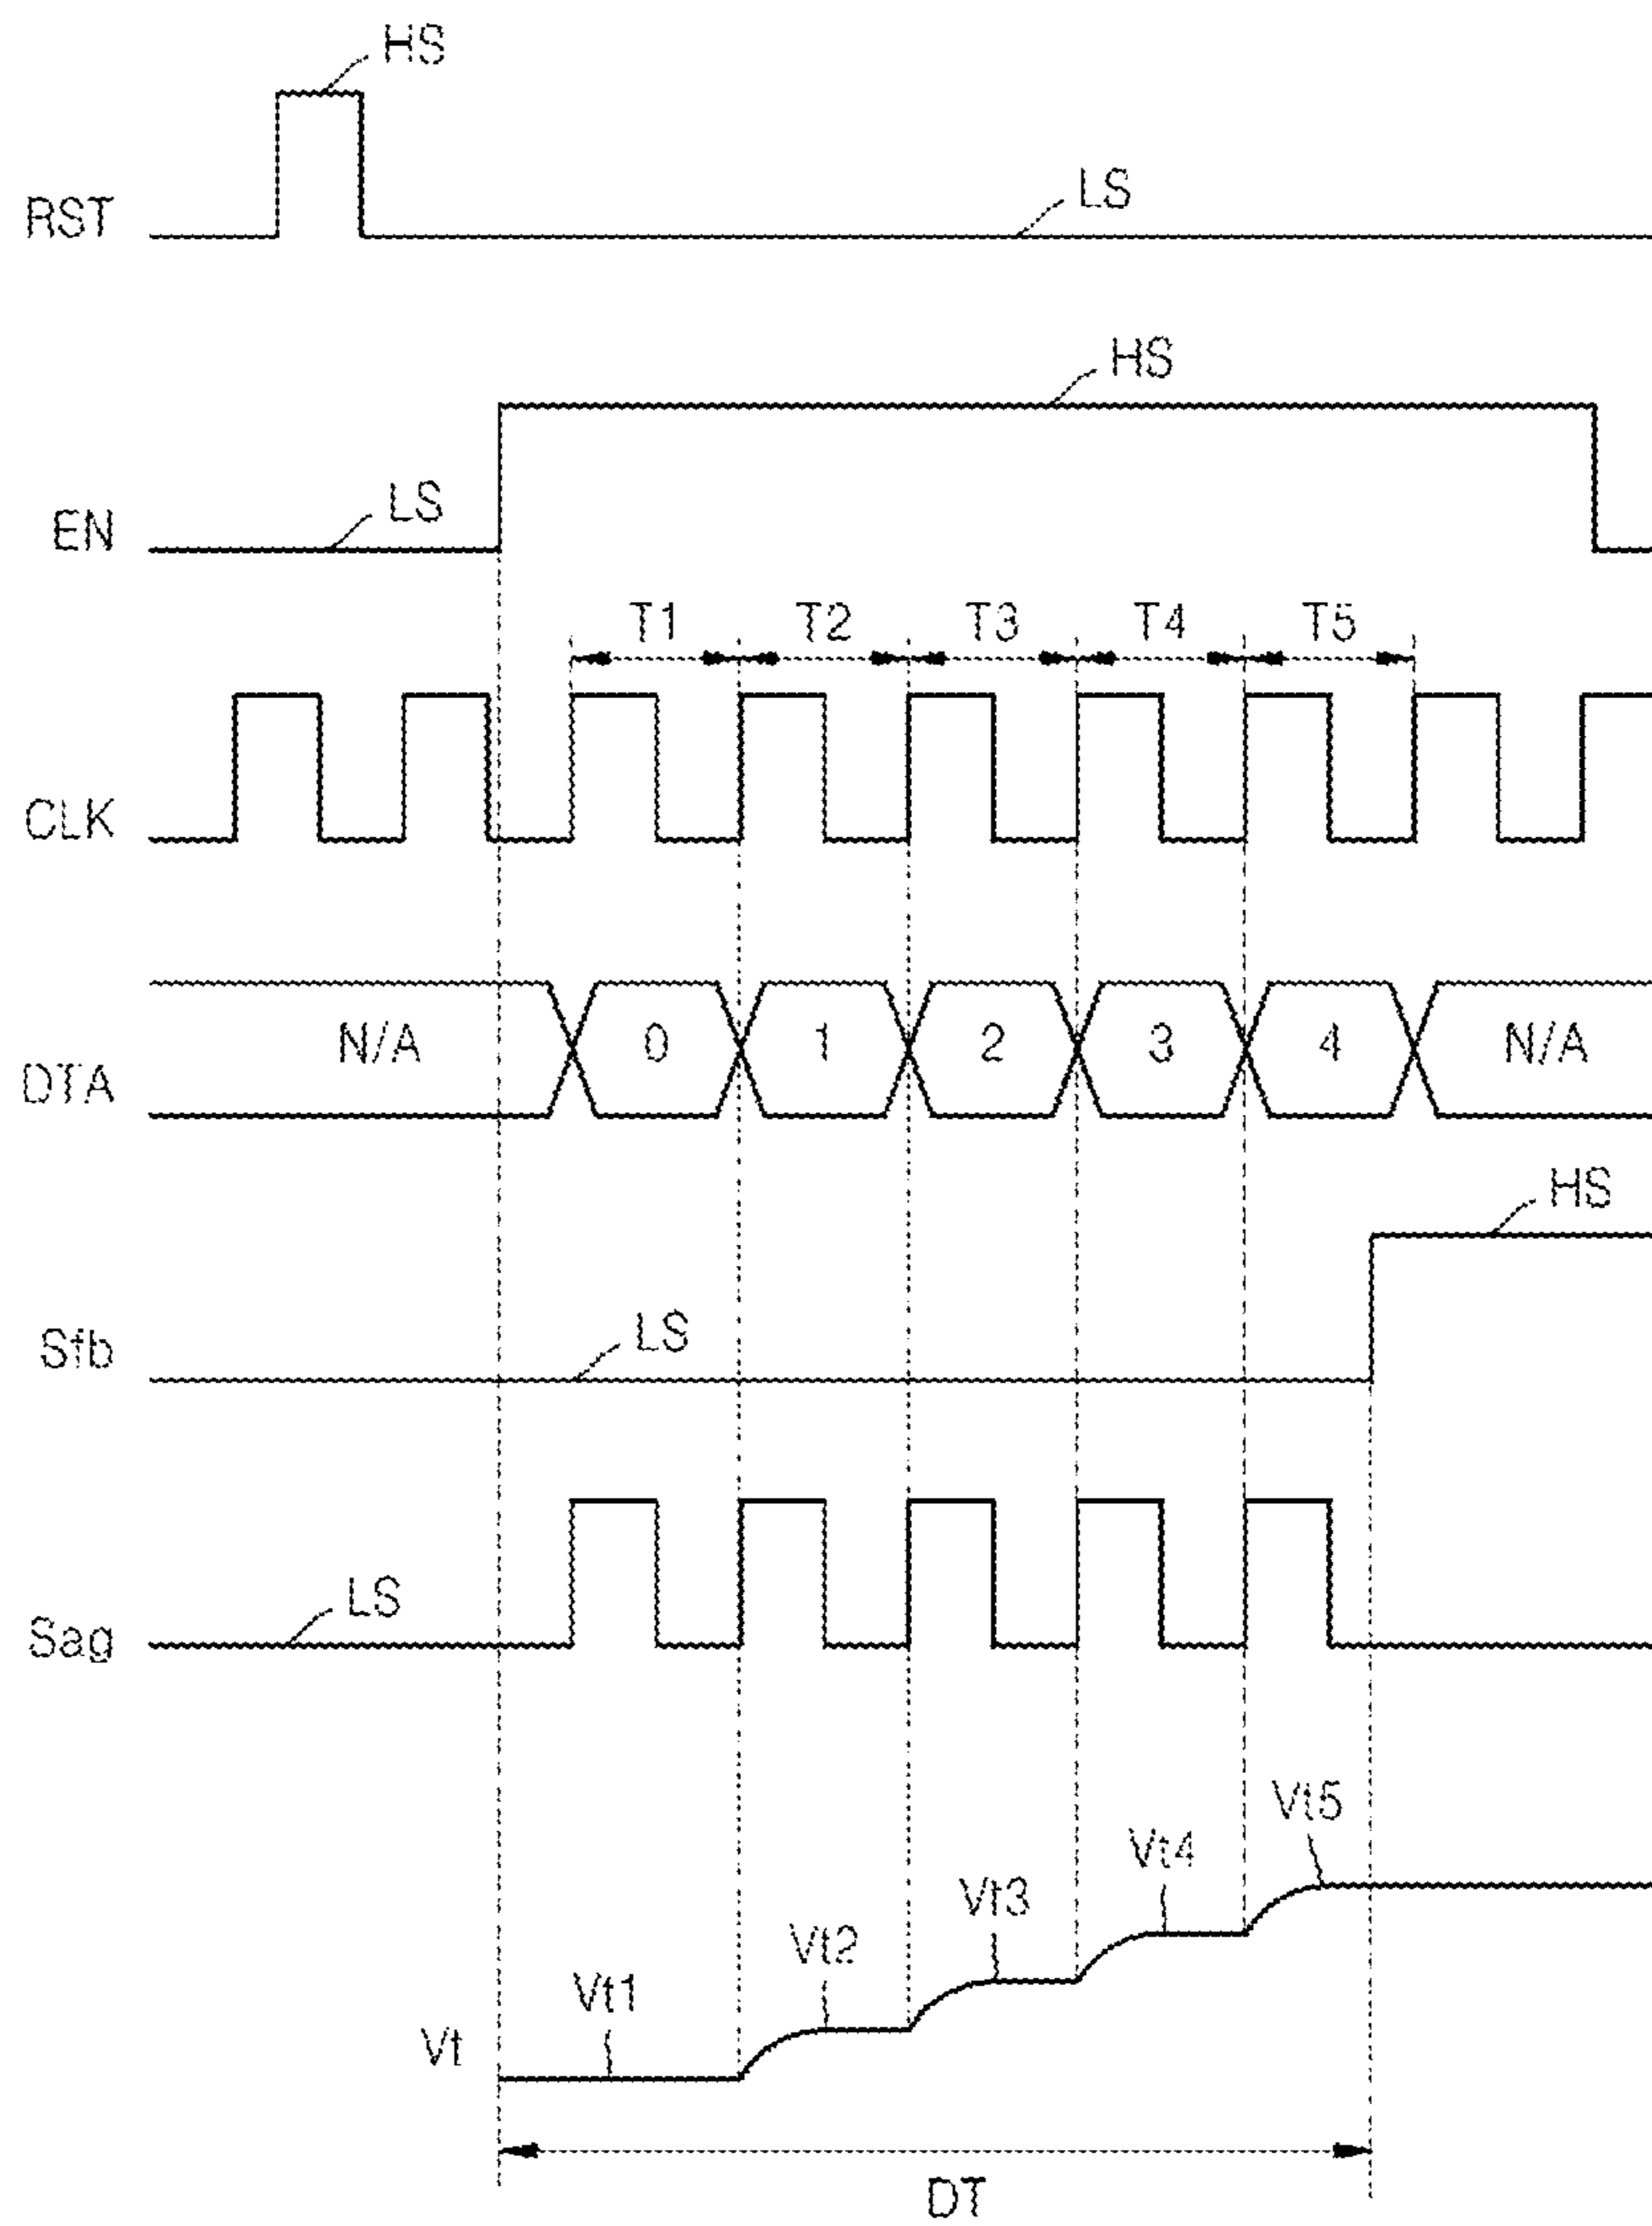 HS
RST
LS
HS
EN
LS
T1 T2 T3 T4 T5
CLK
DTA
N/A 0 1 2 3 4 N/A
HS
Sfb
LS
Sag
LS
Vt5
Vt4
Vt3
Vt2
Vt1
Vt
DT